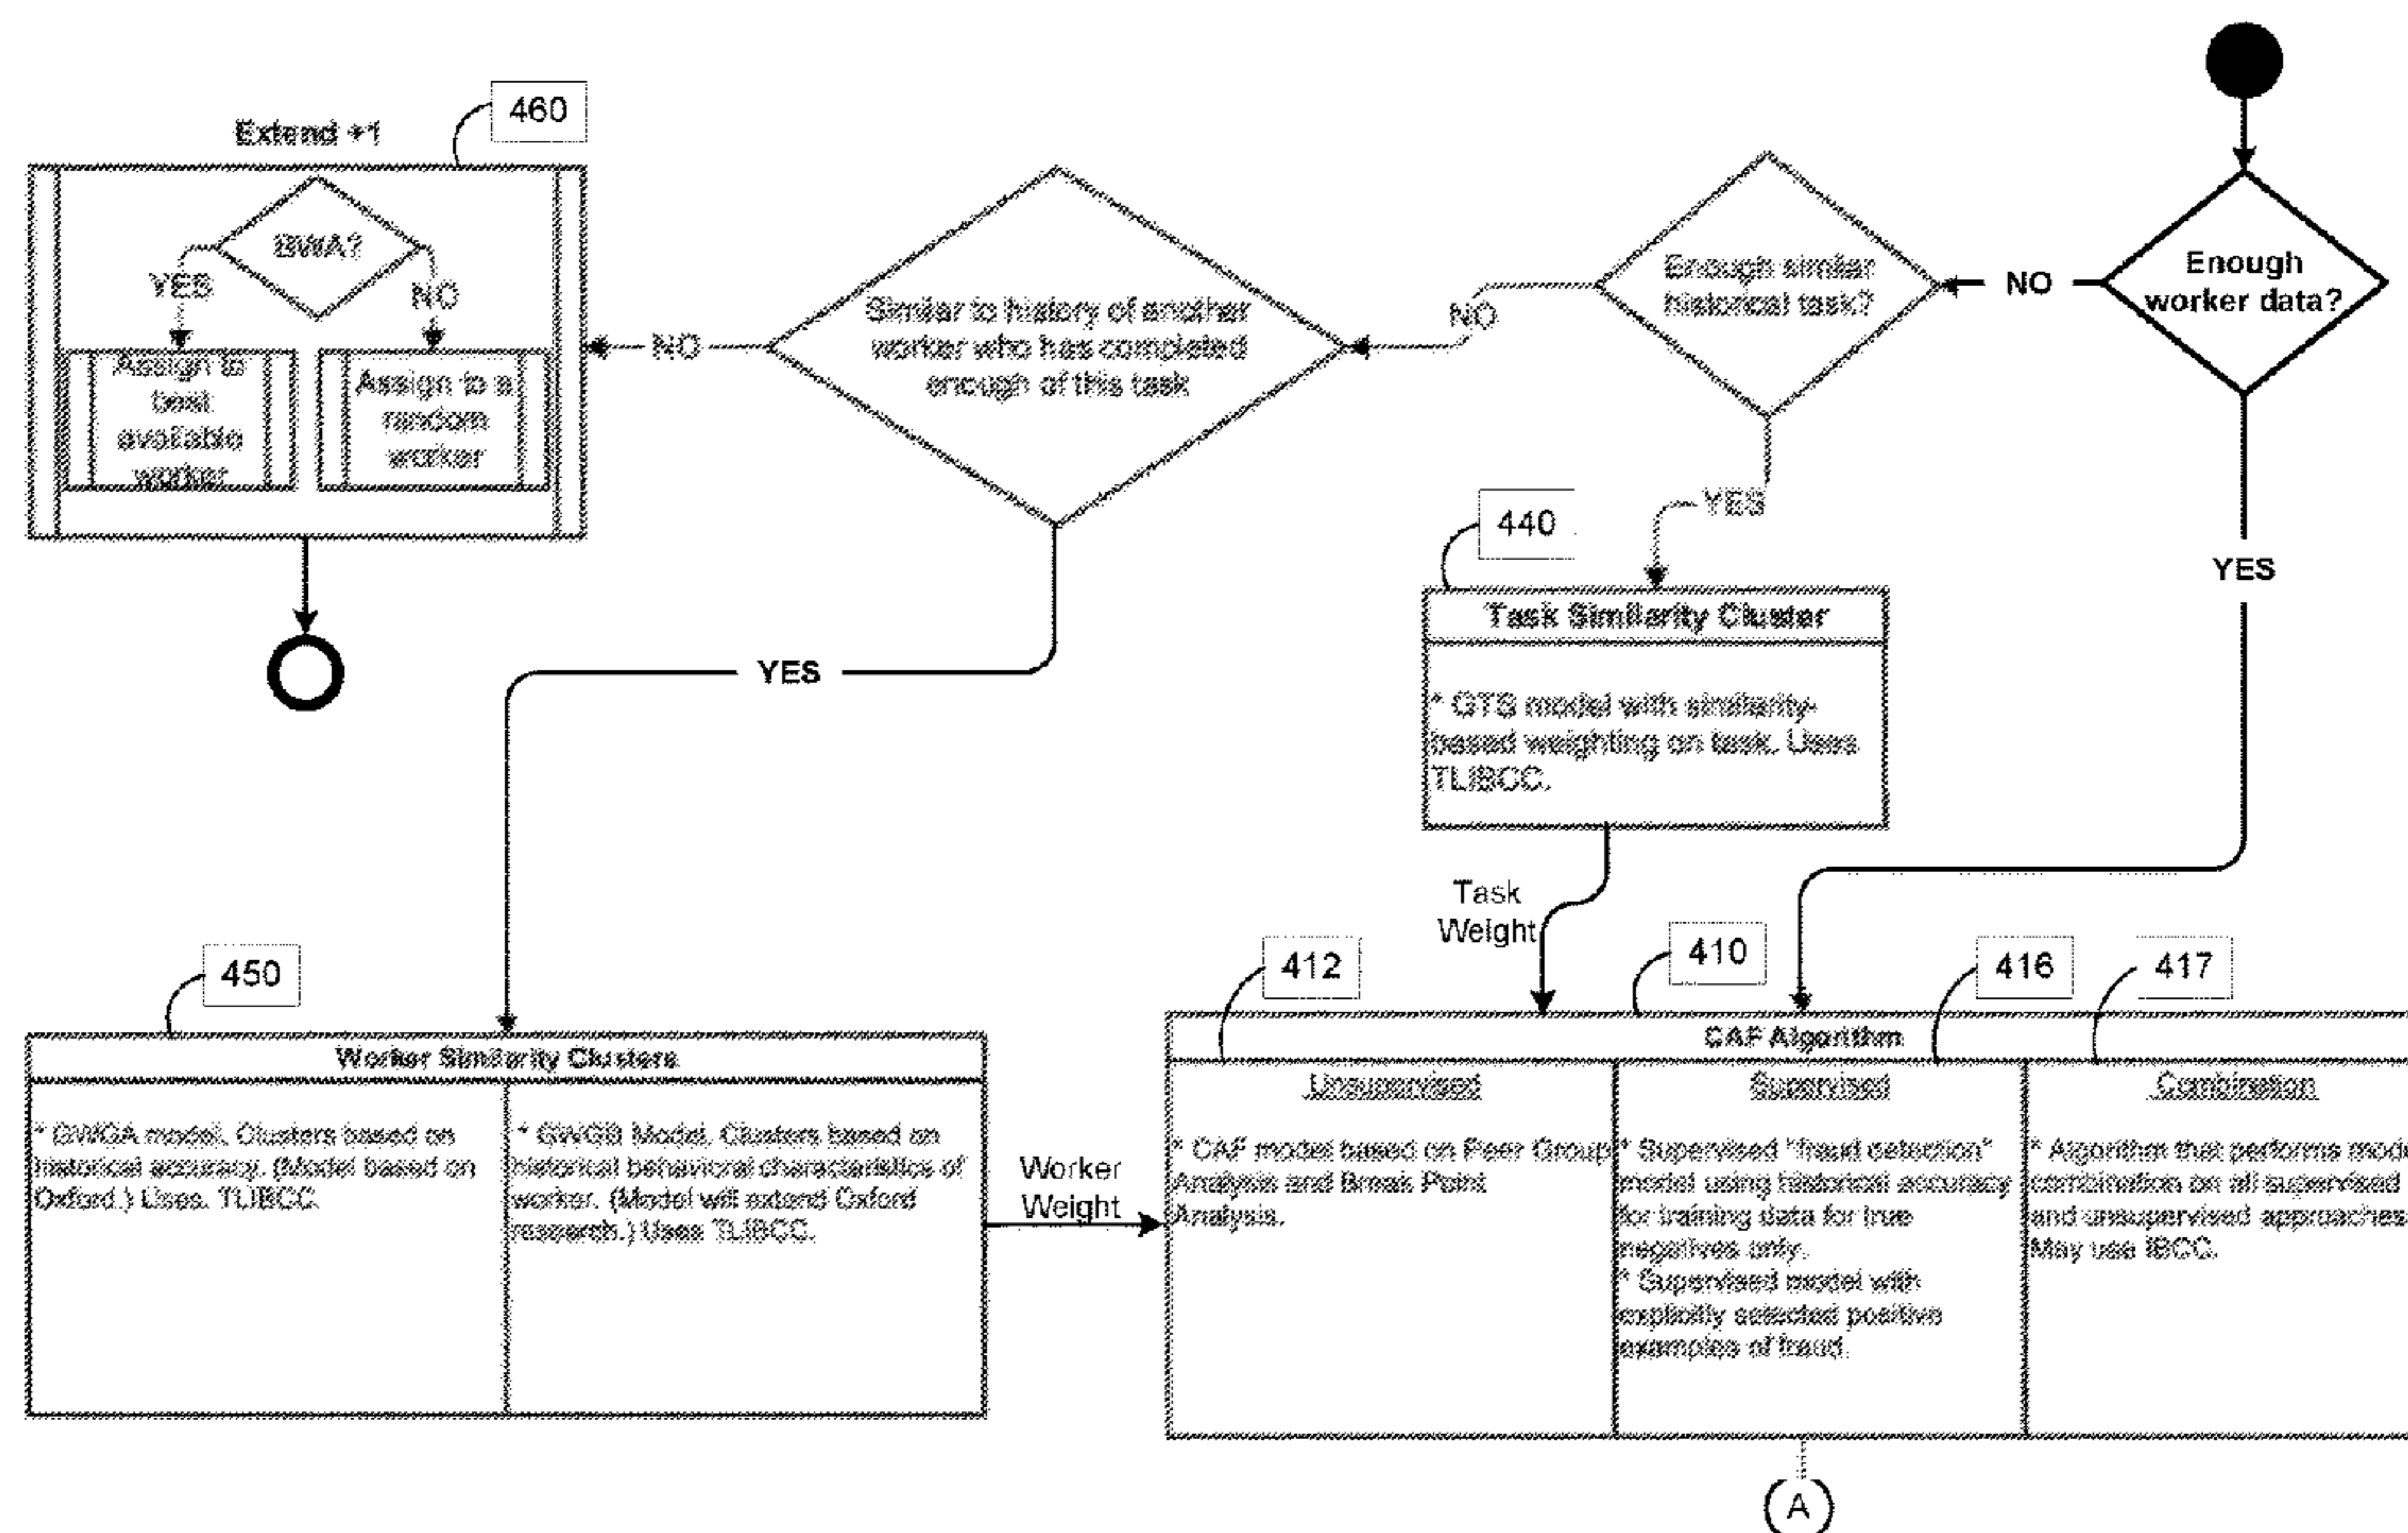 460
Extend +1
BWA?
YES
NO
Assign to
best
available
worker
Assign to a
random
worker
NO
Similar to history of another
worker who has completed
enough of this task
NO
Enough similar
historical task?
NO
Enough
worker data?
YES
YES
YES
440
Task Similarity Cluster
* GTS model with similarity-
based weighting on task. Uses
TLIBCC.
Task
Weight
450
Worker Similarity Clusters
* GWGA model. Clusters based on
historical accuracy. (Model based on
Oxford.) Uses. TLIBCC.
* GWGB Model. Clusters based on
historical behavioral characteristics of
worker. (Model will extend Oxford
research.) Uses TLIBCC.
Worker
Weight
412
410
416
417
CAF Algorithm
Unsupervised
* CAF model based on Peer Group
Analysis and Break Point
Analysis.
Supervised
* Supervised "fraud detection"
model using historical accuracy
for training data for true
negatives only.
* Supervised model with
explicitly selected positive
examples of fraud.
Combination
* Algorithm that performs
combination on all supervised
and unsupervised approaches
May use IBCC.
A